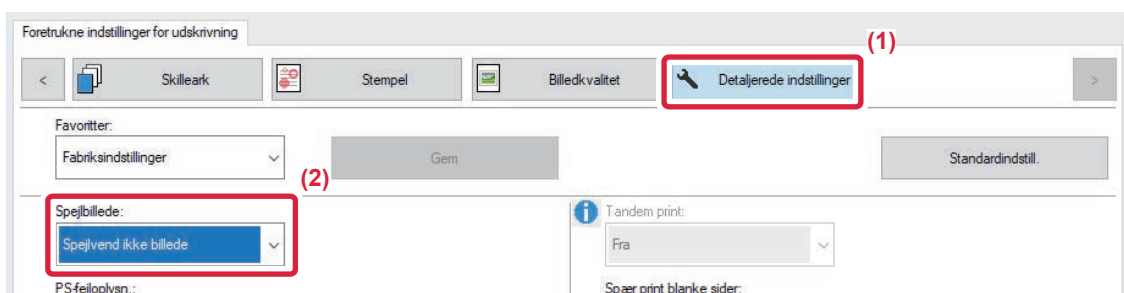 Foretrukne indstillinger for udskrivning
(1)
< Skilleark Stempel Billedkvalitet Detaljerede indstillinger >
Favoritter:
Fabriksindstillinger Gem Standardindstill.
(2)
Spejlbillede: Tandem print:
Spejlvend ikke billede Fra
PS-fejloplysn.: Spær print blanke sider: